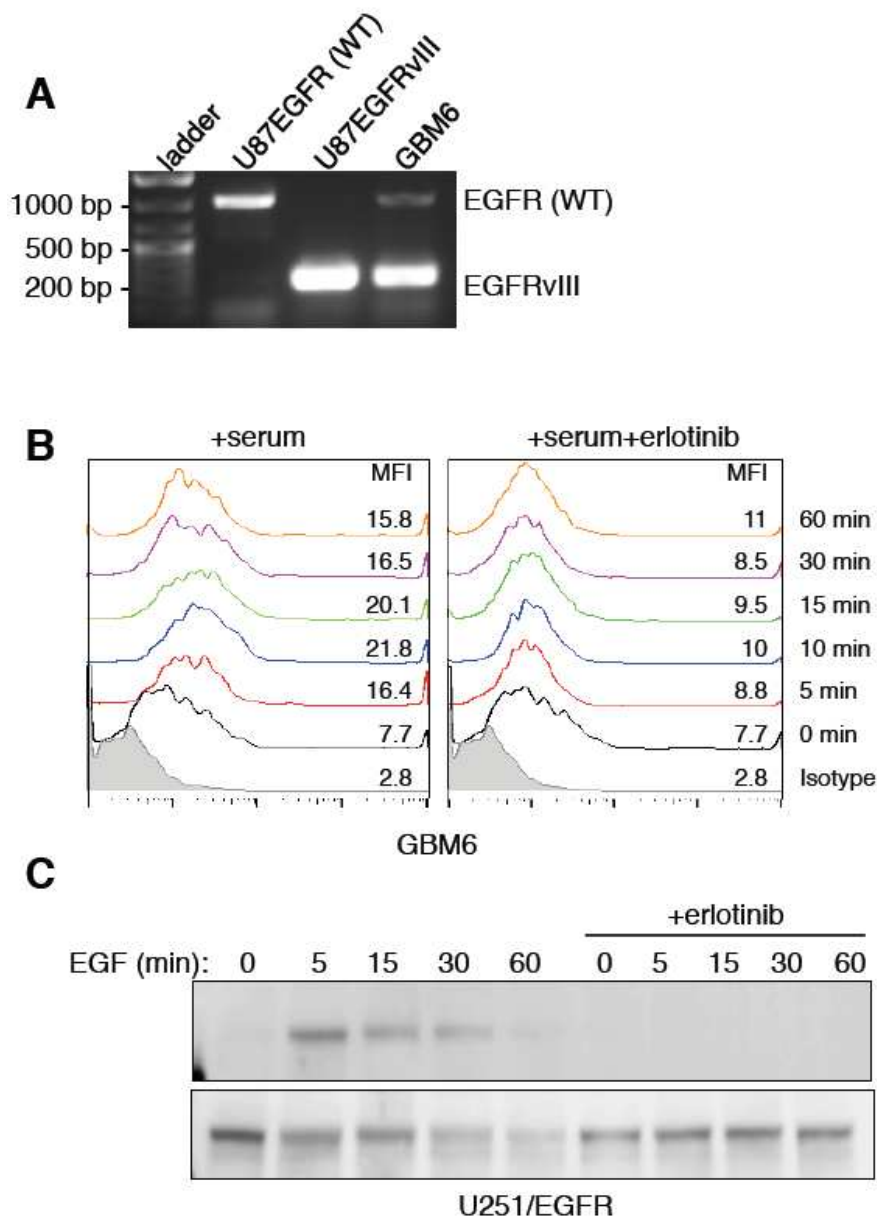 A
ladder
U87EGFR (WT)
U87EGFRvIII
GBM6
1000 bp
EGFR (WT)
500 bp
200 bp
EGFRvIII
B
+serum
+serum+erlotinib
MFI
MFI
15.8
11
60 min
16.5
8.5
30 min
20.1
9.5
15 min
21.8
10
10 min
16.4
8.8
5 min
7.7
7.7
0 min
2.8
2.8
Isotype
GBM6
C
+erlotinib
EGF (min): 0 5 15 30 60 0 5 15 30 60
U251/EGFR